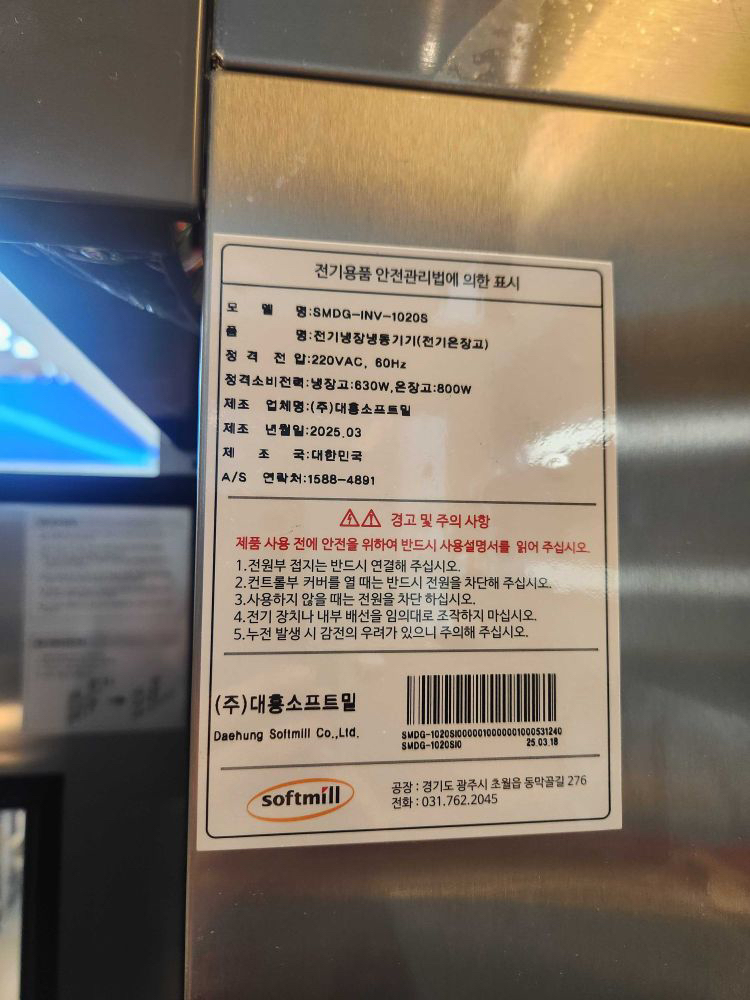 전기용품 안전관리법에 의한 표시
모 델 명:SMDG-INV-1020S
품 명:전기냉장냉동기기(전기온장고)
정 격 전 압:220VAC, 60Hz
정격소비전력:냉장고:630W,온장고:800W
제조 업체명:(주)대흥소프트밀
제조 년월일:2025.03
제 조 국:대한민국
A/S 연락처:1588-4891
경고 및 주의 사항
제품 사용 전에 안전을 위하여 반드시 사용설명서를 읽어 주십시오.
1.전원부 접지는 반드시 연결해 주십시오.
2.컨트롤부 커버를 열 때는 반드시 전원을 차단해 주십시오.
3.사용하지 않을 때는 전원을 차단 하십시오.
4.전기 장치나 내부 배선을 임의대로 조작하지 마십시오.
5.누전 발생 시 감전의 우려가 있으니 주의해 주십시오.
(주)대흥소프트밀
Daehung Softmill Co.,Ltd.
SMDG-1020SI0000010000001000531240
SMDG-1020SI0 25.03.18
softmill
공장 : 경기도 광주시 초월읍 동막골길 276
전화 : 031.762.2045